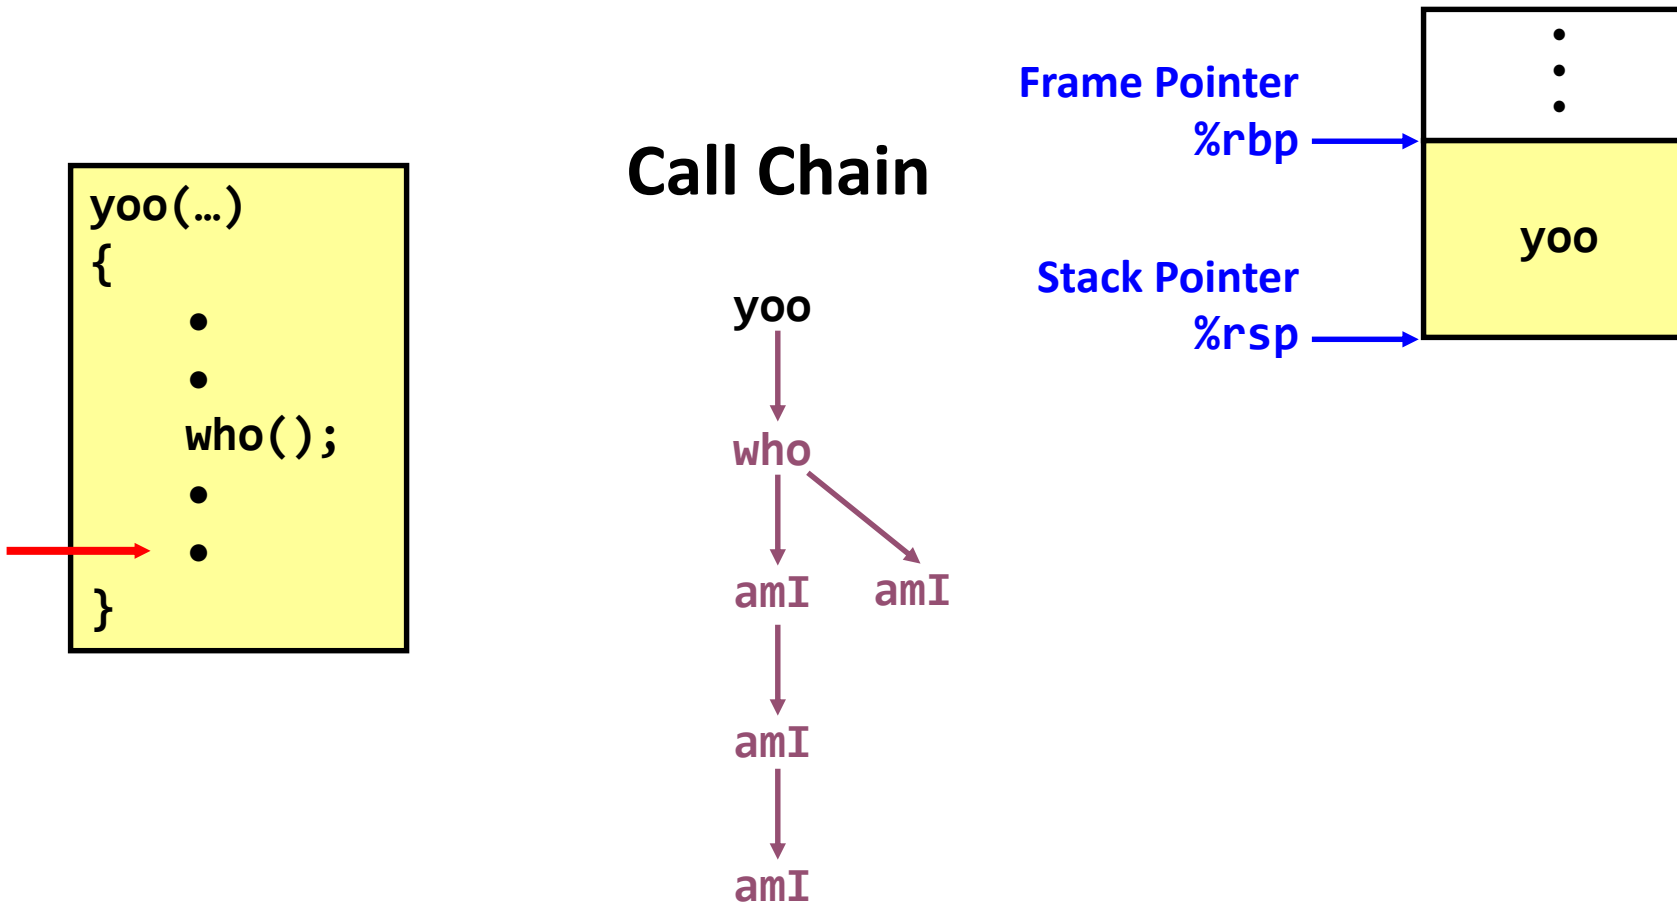 yoo(…)
{
•
•
who();
•
•
}
Call Chain
yoo
who
amI amI
amI
amI
Frame Pointer
%rbp
Stack Pointer
%rsp
•
•
•
yoo